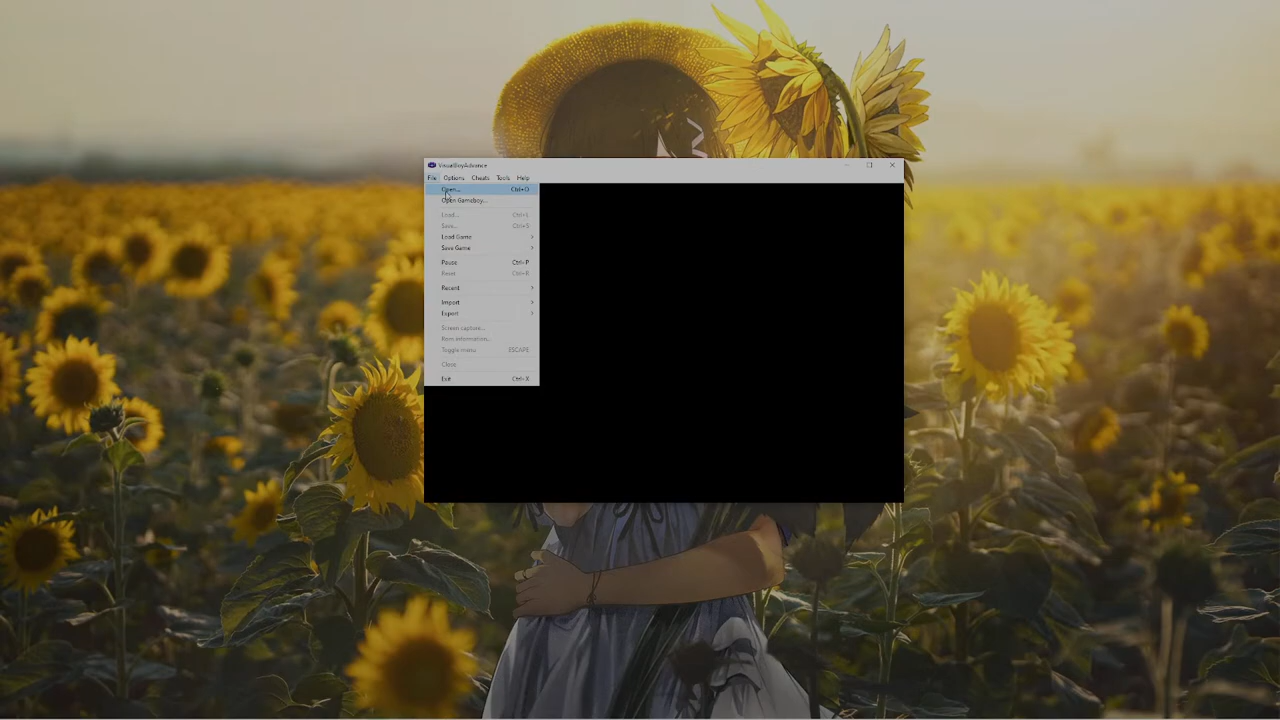 VisualBoyAdvance
File Options Cheats Tools Help
Open... Ctrl+O
Open Gameboy...
Load... Ctrl+L
Save... Ctrl+S
Load Game
Save Game
Pause Ctrl+P
Reset Ctrl+R
Recent
Import
Export
Screen capture...
Rom information...
Toggle menu ESCAPE
Close
Exit Ctrl+X